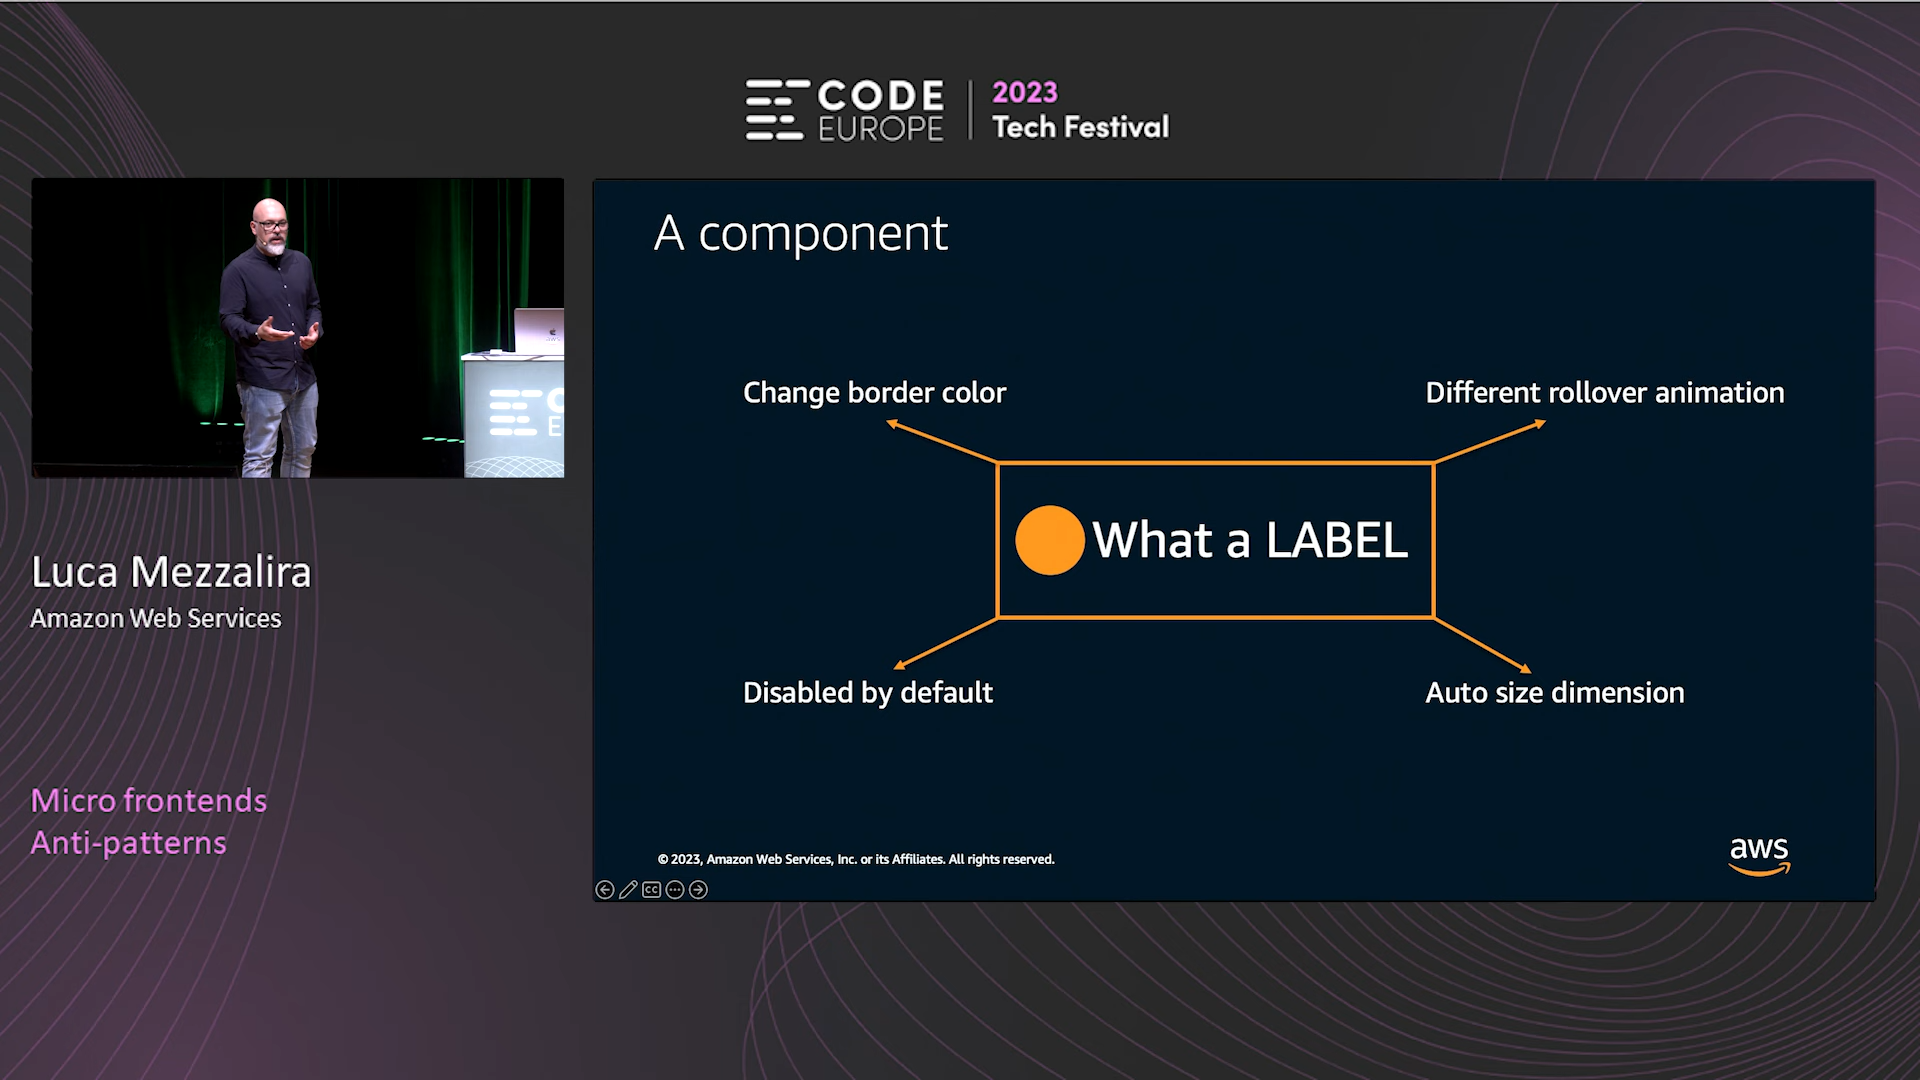 CODE
EUROPE
2023
Tech Festival
Luca Mezzalira
Amazon Web Services
Micro frontends
Anti-patterns
A component
Change border color
Different rollover animation
What a LABEL
Disabled by default
Auto size dimension
© 2023, Amazon Web Services, Inc. or its Affiliates. All rights reserved.
aws
cc